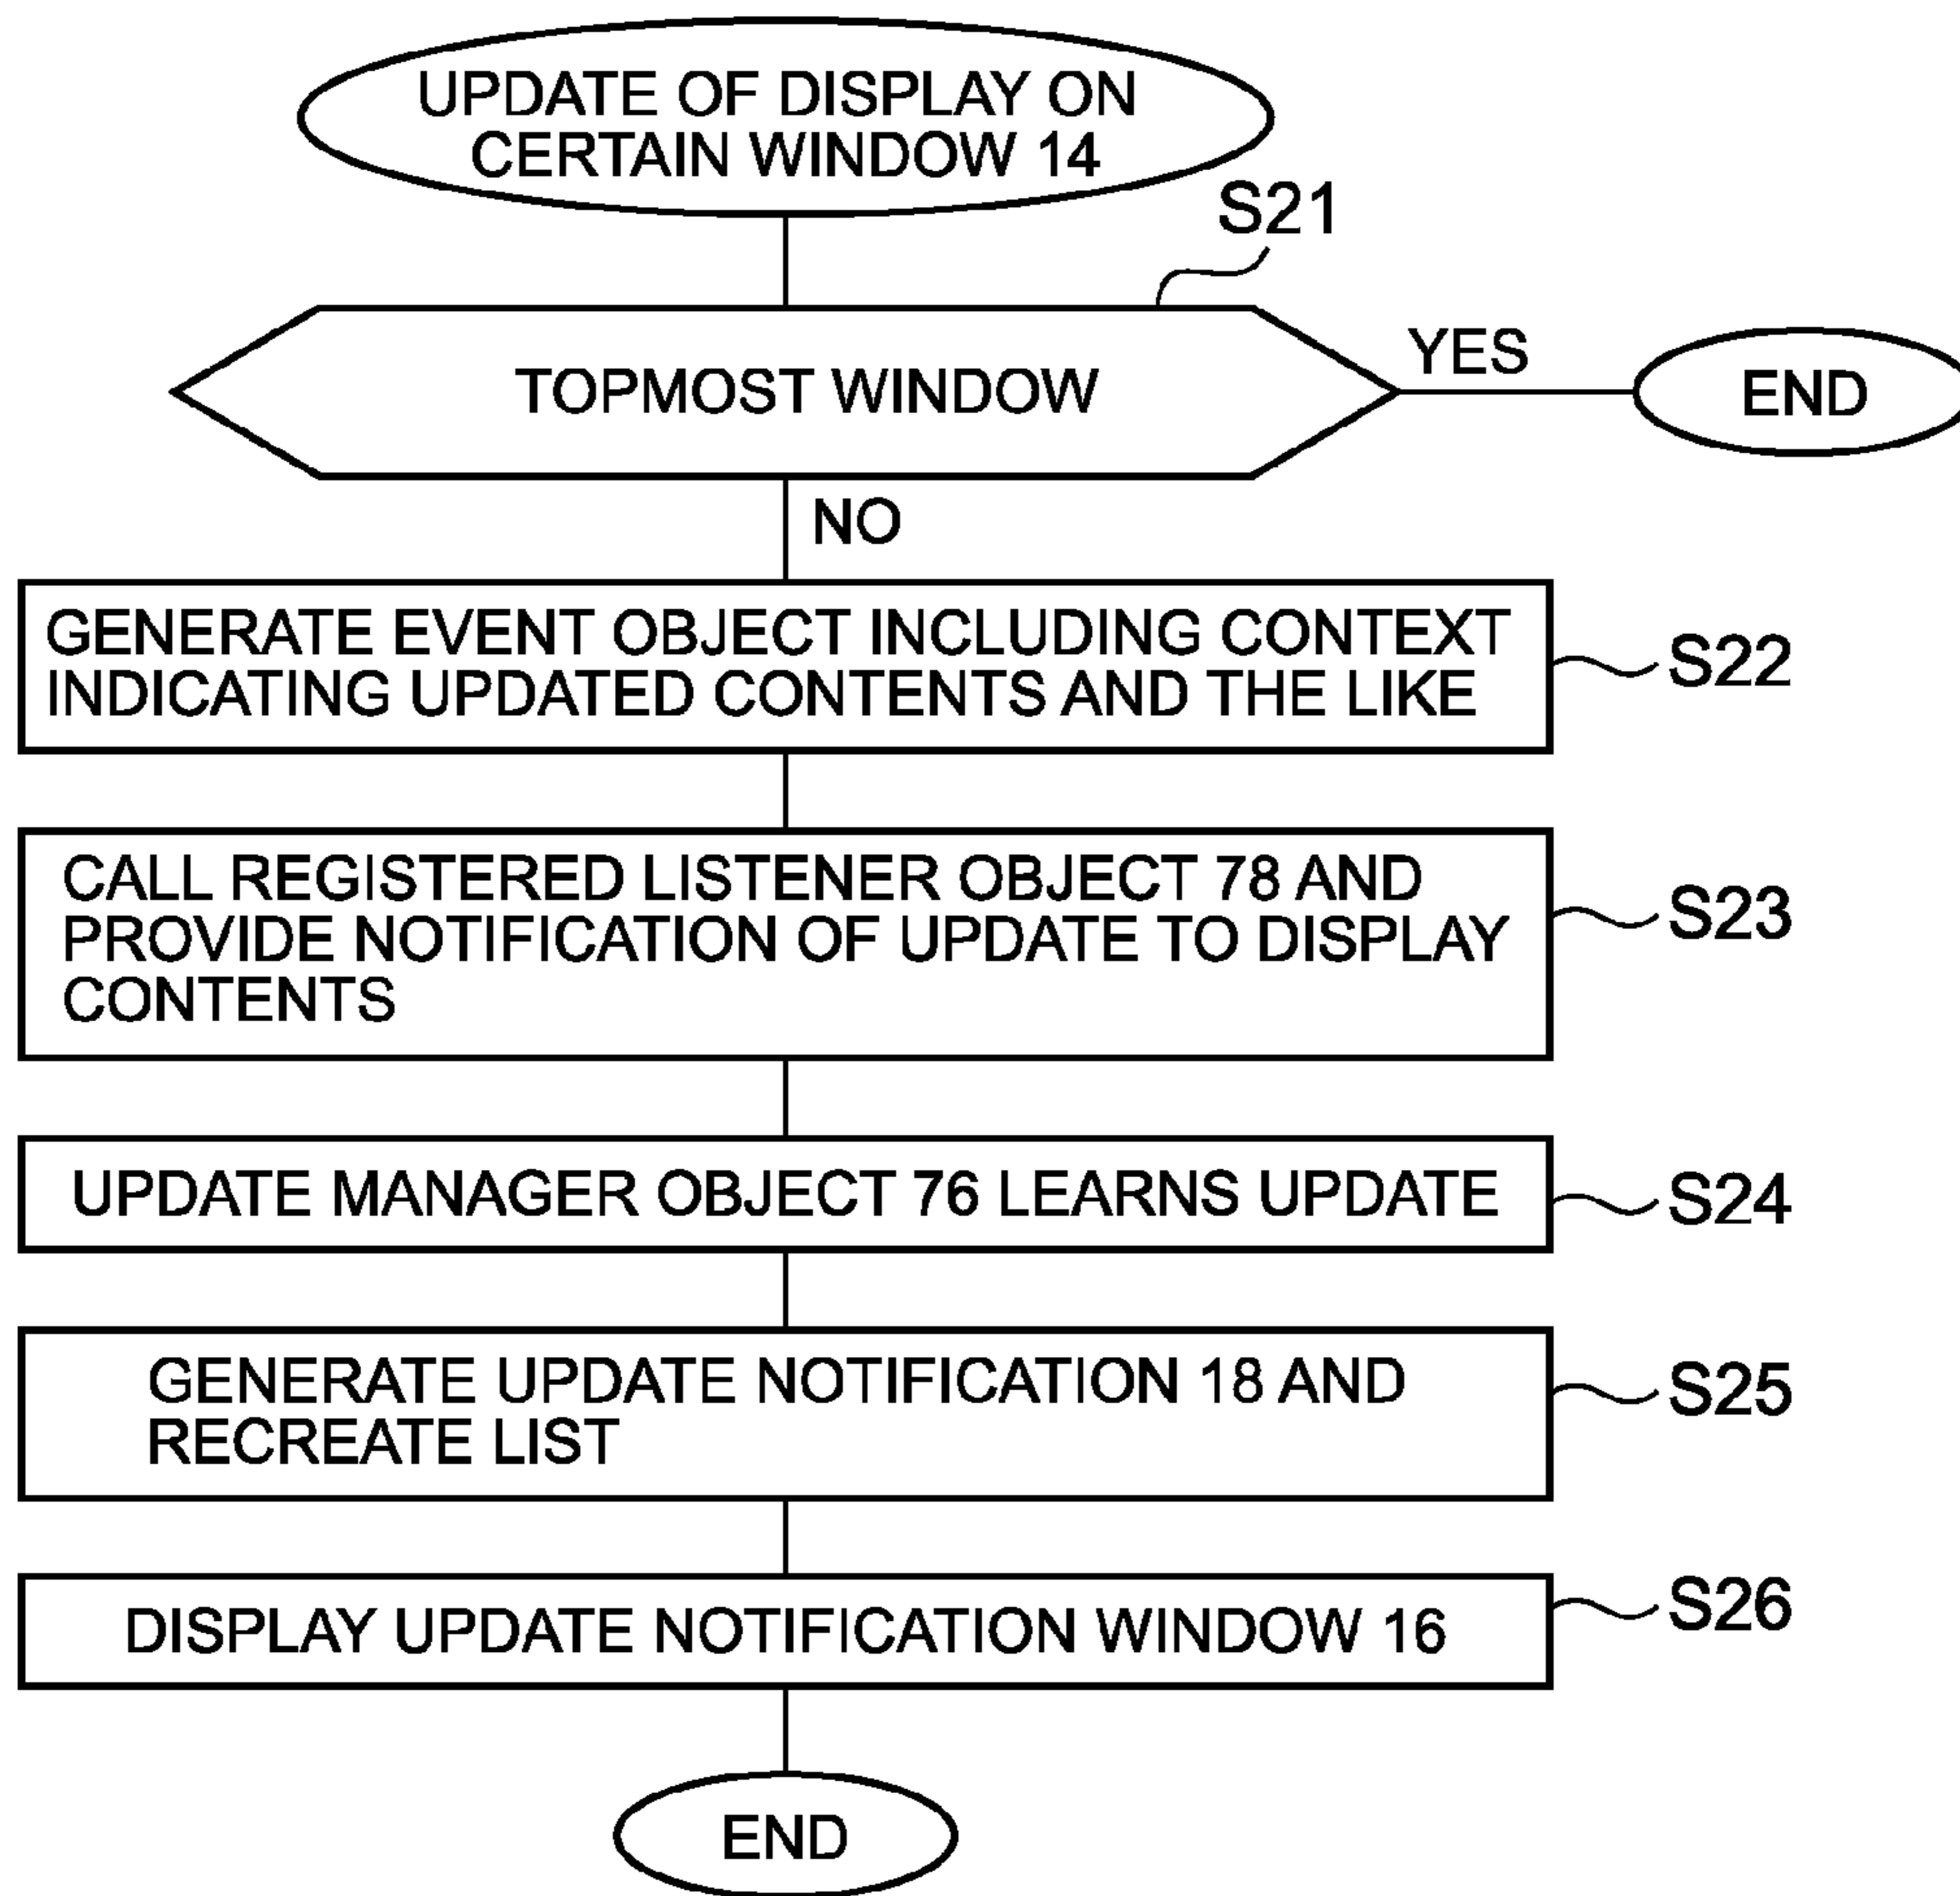 UPDATE OF DISPLAY ON
CERTAIN WINDOW 14
S21
TOPMOST WINDOW
YES
END
NO
GENERATE EVENT OBJECT INCLUDING CONTEXT
INDICATING UPDATED CONTENTS AND THE LIKE
S22
CALL REGISTERED LISTENER OBJECT 78 AND
PROVIDE NOTIFICATION OF UPDATE TO DISPLAY
CONTENTS
S23
UPDATE MANAGER OBJECT 76 LEARNS UPDATE
S24
GENERATE UPDATE NOTIFICATION 18 AND
RECREATE LIST
S25
DISPLAY UPDATE NOTIFICATION WINDOW 16
S26
END